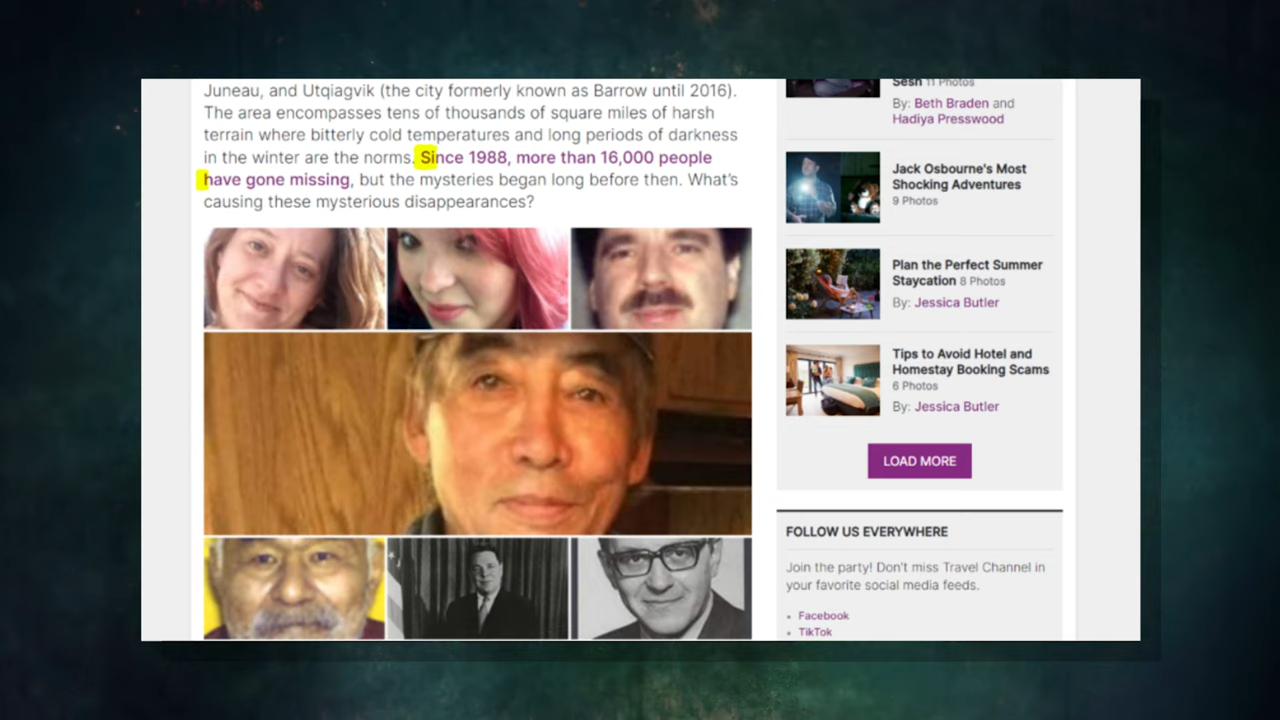 Juneau, and Utqiagvik (the city formerly known as Barrow until 2016).
The area encompasses tens of thousands of square miles of harsh
terrain where bitterly cold temperatures and long periods of darkness
in the winter are the norms. Since 1988, more than 16,000 people
have gone missing, but the mysteries began long before then. What's
causing these mysterious disappearances?
Sesh 11 Photos
By: Beth Braden and
Hadiya Presswood
Jack Osbourne's Most
Shocking Adventures
9 Photos
Plan the Perfect Summer
Staycation 8 Photos
By: Jessica Butler
Tips to Avoid Hotel and
Homestay Booking Scams
6 Photos
By: Jessica Butler
LOAD MORE
FOLLOW US EVERYWHERE
Join the party! Don't miss Travel Channel in
your favorite social media feeds.
Facebook
TikTok